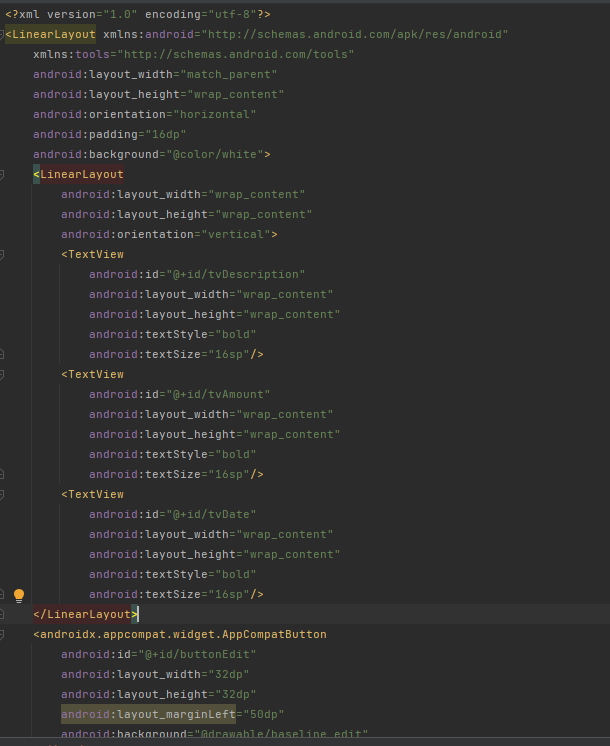 <?xml version="1.0" encoding="utf-8"?>
<LinearLayout xmlns:android="http://schemas.android.com/apk/res/android"
    xmlns:tools="http://schemas.android.com/tools"
    android:layout_width="match_parent"
    android:layout_height="wrap_content"
    android:orientation="horizontal"
    android:padding="16dp"
    android:background="@color/white">
    <LinearLayout
        android:layout_width="wrap_content"
        android:layout_height="wrap_content"
        android:orientation="vertical">
        <TextView
            android:id="@+id/tvDescription"
            android:layout_width="wrap_content"
            android:layout_height="wrap_content"
            android:textStyle="bold"
            android:textSize="16sp"/>
        <TextView
            android:id="@+id/tvAmount"
            android:layout_width="wrap_content"
            android:layout_height="wrap_content"
            android:textStyle="bold"
            android:textSize="16sp"/>
        <TextView
            android:id="@+id/tvDate"
            android:layout_width="wrap_content"
            android:layout_height="wrap_content"
            android:textStyle="bold"
            android:textSize="16sp"/>
    </LinearLayout>
    <androidx.appcompat.widget.AppCompatButton
        android:id="@+id/buttonEdit"
        android:layout_width="32dp"
        android:layout_height="32dp"
        android:layout_marginLeft="50dp"
        android:background="@drawable/baseline_edit"